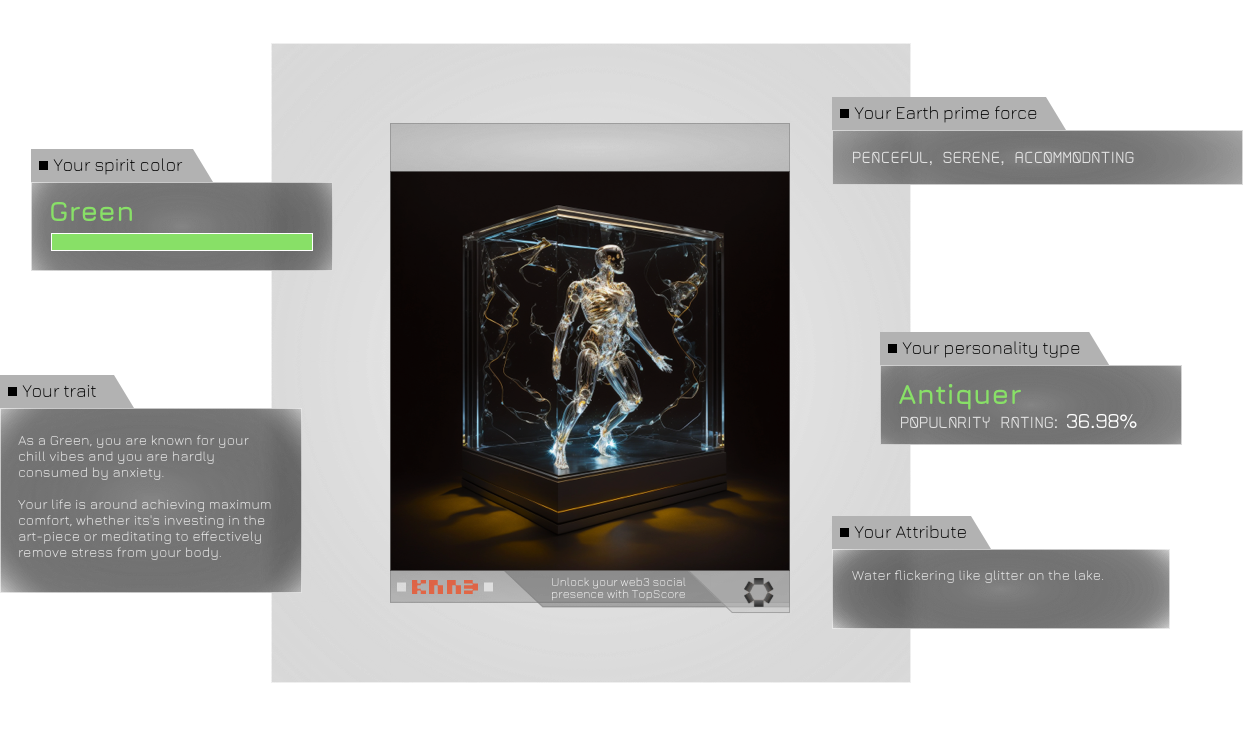 Your spirit color
Green
Your trait
As a Green, you are known for your
chill vibes and you are hardly
consumed by anxiety.
Your life is around achieving maximum
comfort, whether its's investing in the
art-piece or meditating to effectively
remove stress from your body.
KNN3
Unlock your web3 social
presence with TopScore
Your Earth prime force
PEACEFUL, SERENE, ACCOMMODATING
Your personality type
Antiquer
POPULARITY RATING: 36.98%
Your Attribute
Water flickering like glitter on the lake.